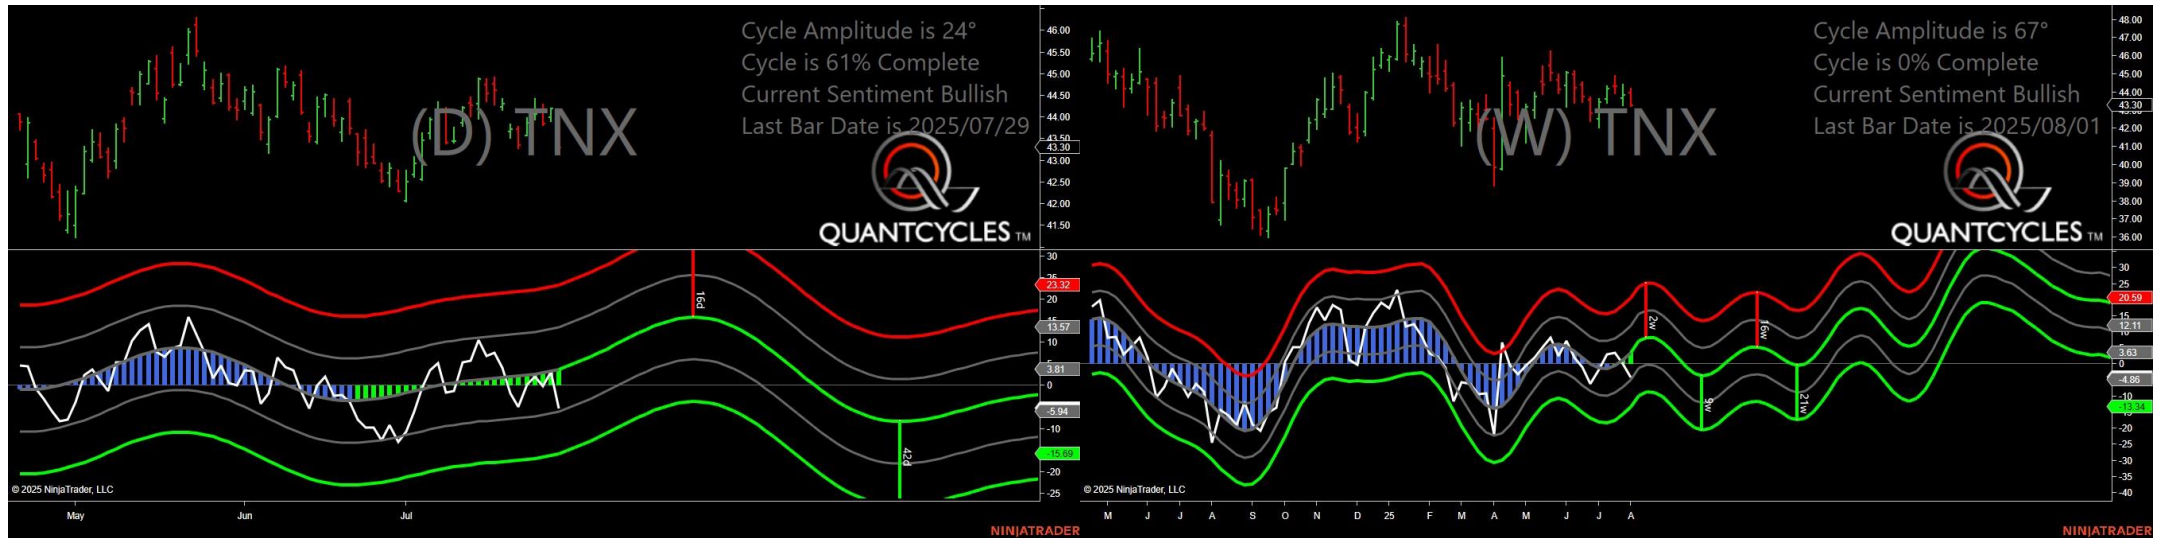 Cycle Amplitude is 24°
Cycle is 61% Complete
Current Sentiment Bullish
Last Bar Date is 2025/07/29
(D) TNX
QUANTCYCLES TM
46.00
45.50
45.00
44.50
44.00
43.50
43.30
43.00
42.50
42.00
41.50
30
25
23.32
20
15
13.57
10
5
3.81
0
-5.94
-10
-15.69
-20
-25
16d
42d
© 2025 NinjaTrader, LLC
May Jun Jul
NINJATRADER
Cycle Amplitude is 67°
Cycle is 0% Complete
Current Sentiment Bullish
Last Bar Date is 2025/08/01
(W) TNX
QUANTCYCLES TM
48.00
47.00
46.00
45.00
44.00
43.30
42.00
41.00
40.00
39.00
38.00
37.00
36.00
30
25
20.59
15
12.11
3.63
0
-4.86
-10
-13.34
-20
-25
-30
-35
-40
2w
9w
16w
21w
© 2025 NinjaTrader, LLC
M J J A S O N D 25 F M A M J J A
NINJATRADER